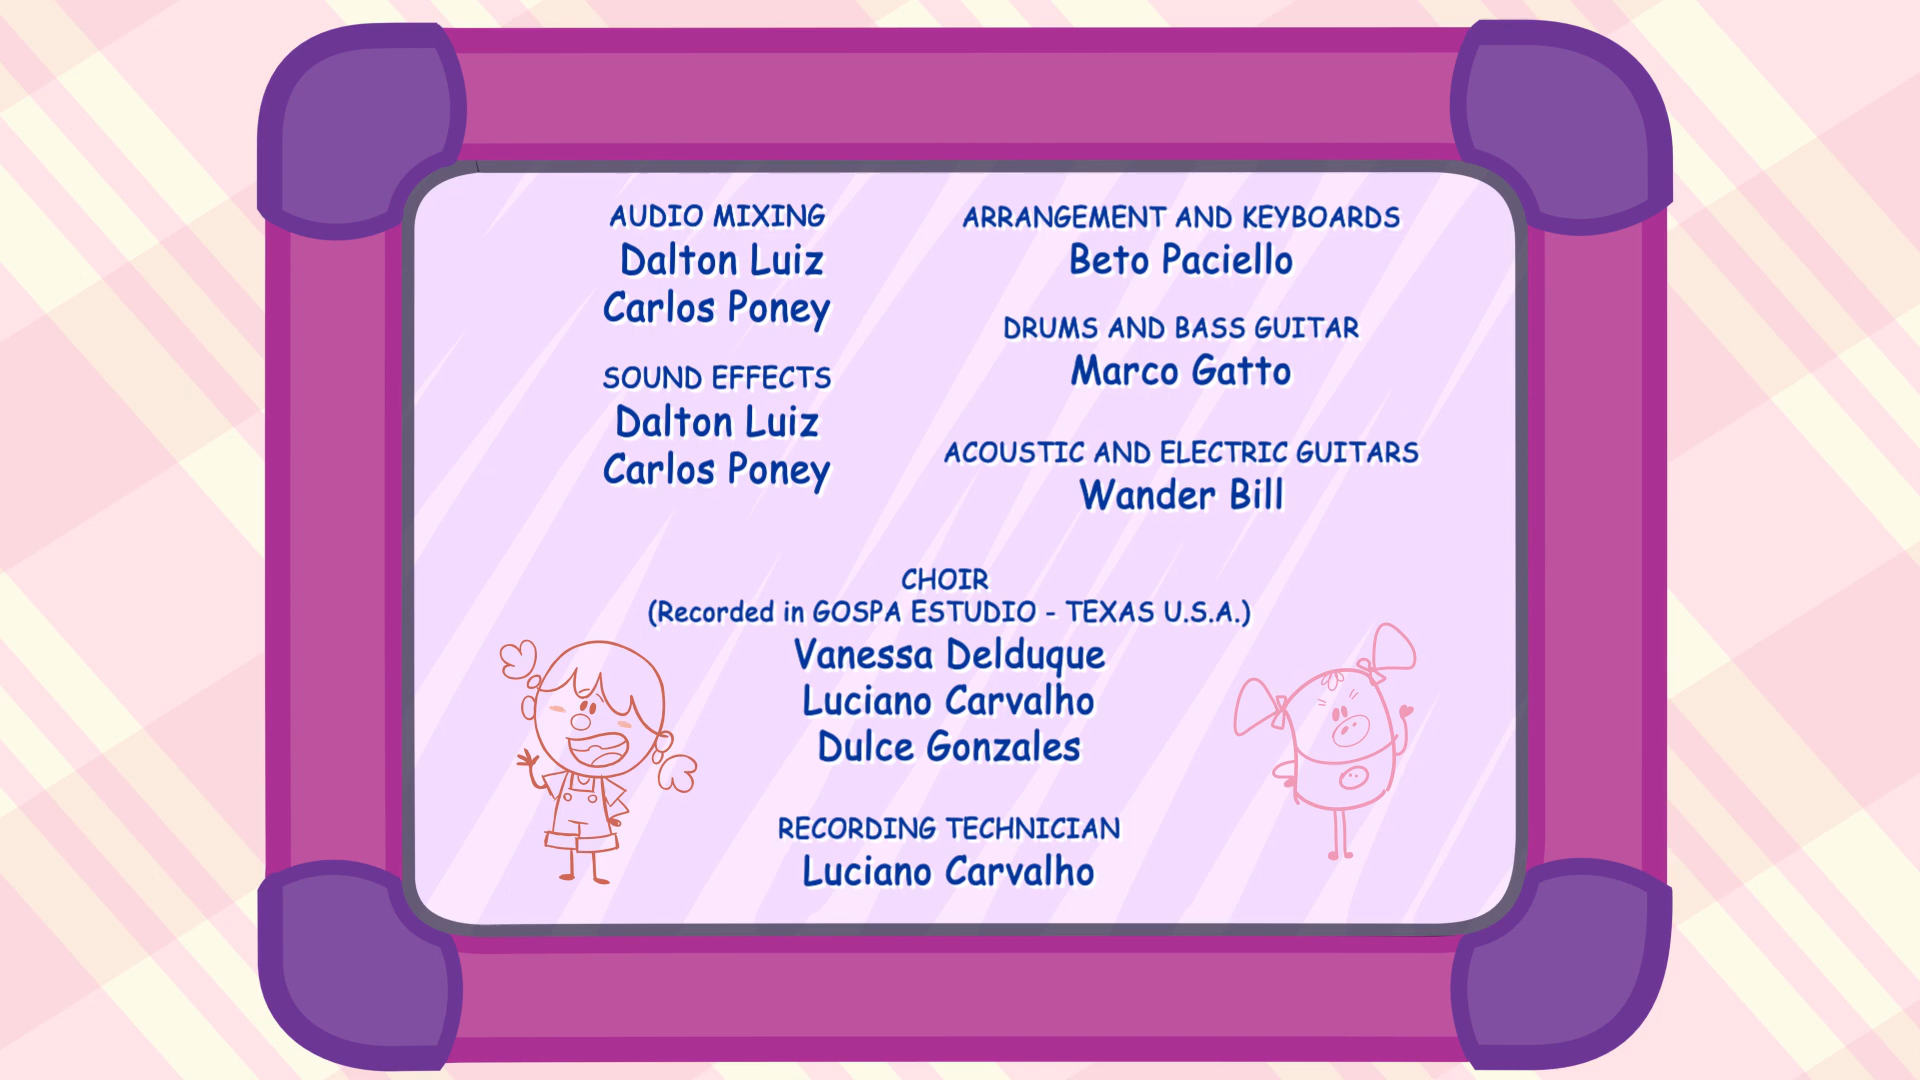 AUDIO MIXING
Dalton Luiz
Carlos Poney
SOUND EFFECTS
Dalton Luiz
Carlos Poney
ARRANGEMENT AND KEYBOARDS
Beto Paciello
DRUMS AND BASS GUITAR
Marco Gatto
ACOUSTIC AND ELECTRIC GUITARS
Wander Bill
CHOIR
(Recorded in GOSPA ESTUDIO - TEXAS U.S.A.)
Vanessa Delduque
Luciano Carvalho
Dulce Gonzales
RECORDING TECHNICIAN
Luciano Carvalho